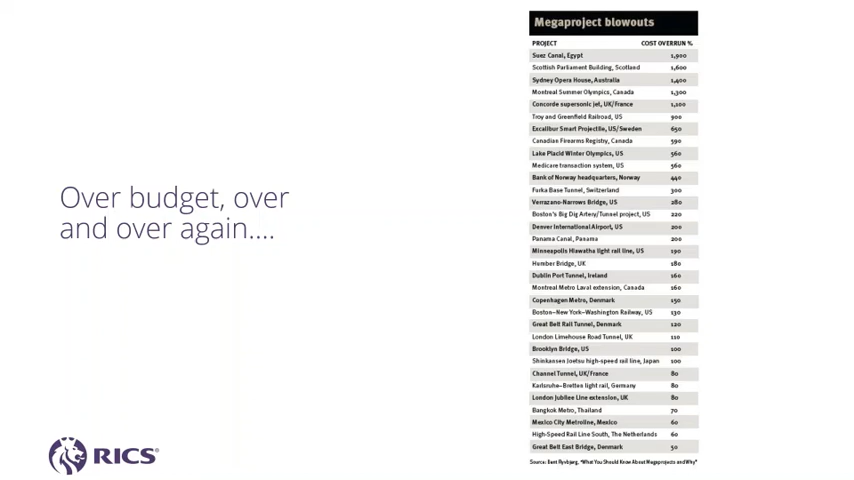 Over budget, over
and over again....
RICS
Megaproject blowouts
PROJECT COST OVERRUN %
Suez Canal, Egypt 1,900
Scottish Parliament Building, Scotland 1,600
Sydney Opera House, Australia 1,400
Montreal Summer Olympics, Canada 1,300
Concorde supersonic jet, UK/France 1,100
Troy and Greenfield Railroad, US 900
Excalibur Smart Projectile, US/Sweden 650
Canadian Firearms Registry, Canada 590
Lake Placid Winter Olympics, US 560
Medicare transaction system, US 560
Bank of Norway headquarters, Norway 440
Furka Base Tunnel, Switzerland 300
Verrazano-Narrows Bridge, US 280
Boston's Big Dig Artery/Tunnel project, US 220
Denver International Airport, US 200
Panama Canal, Panama 200
Minneapolis Hiawatha light rail line, US 190
Humber Bridge, UK 180
Dublin Port Tunnel, Ireland 160
Montreal Metro Laval extension, Canada 160
Copenhagen Metro, Denmark 150
Boston–New York–Washington Railway, US 130
Great Belt Rail Tunnel, Denmark 120
London Limehouse Road Tunnel, UK 110
Brooklyn Bridge, US 100
Shinkansen Joetsu high-speed rail line, Japan 100
Channel Tunnel, UK/France 80
Karlsruhe–Bretten light rail, Germany 80
London Jubilee Line extension, UK 80
Bangkok Metro, Thailand 70
Mexico City Metroline, Mexico 60
High-Speed Rail Line South, The Netherlands 60
Great Belt East Bridge, Denmark 50
Source: Bent Flyvbjerg, "What You Should Know About Megaprojects and Why"